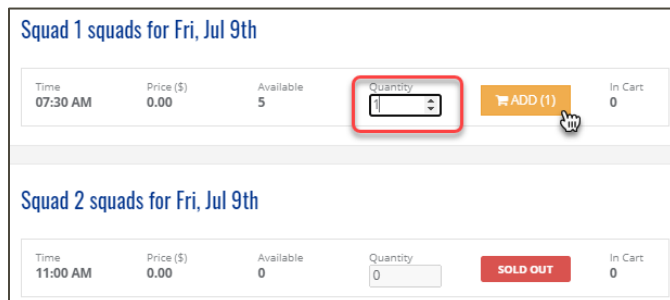 Squad 1 squads for Fri, Jul 9th
Time Price ($) Available Quantity In Cart
07:30 AM 0.00 5 1 ADD (1) 0
Squad 2 squads for Fri, Jul 9th
Time Price ($) Available Quantity In Cart
11:00 AM 0.00 0 0 SOLD OUT 0